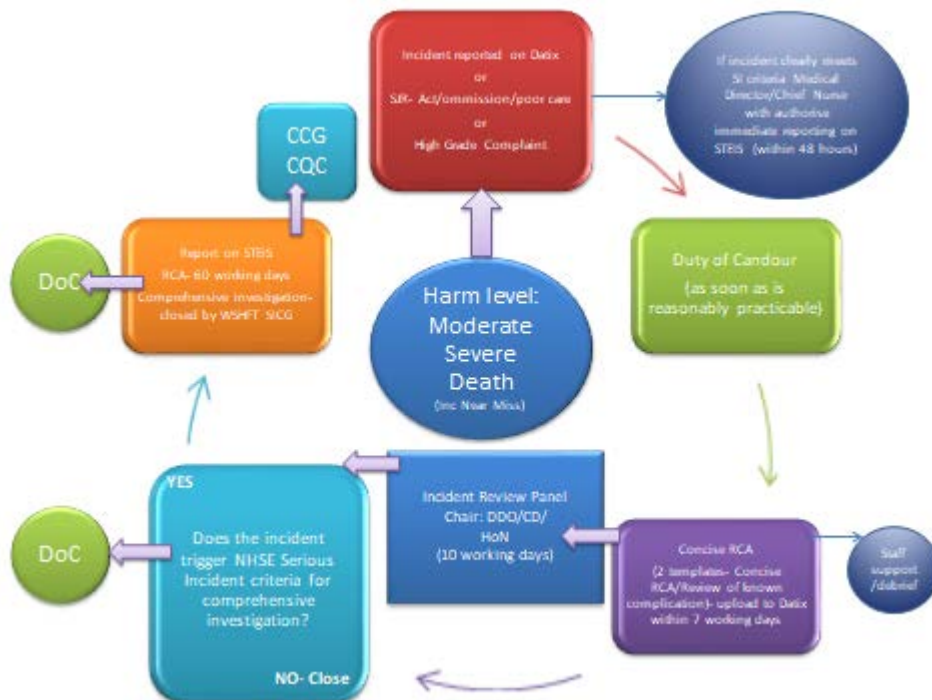 Incident reported on Datix
or
SJR- Act/ommission/poor care
or
High Grade Complaint
If incident clearly meets
SI criteria Medical
Director/Chief Nurse
with authorise
immediate reporting on
STEIS (within 48 hours)
CCG
CQC
DoC
Report on STEIS
RCA- 60 working days
Comprehensive investigation-
closed by WSHFT SICG
Harm level:
Moderate
Severe
Death
(Inc Near Miss)
Duty of Candour
(as soon as is
reasonably practicable)
YES
Does the incident
trigger NHSE Serious
Incident criteria for
comprehensive
investigation?
NO- Close
DoC
Incident Review Panel
Chair: DDO/CD/
HoN
(10 working days)
Concise RCA
(2 templates- Concise
RCA/Review of known
complication)- upload to Datix
within 7 working days
Staff
support
/debrief